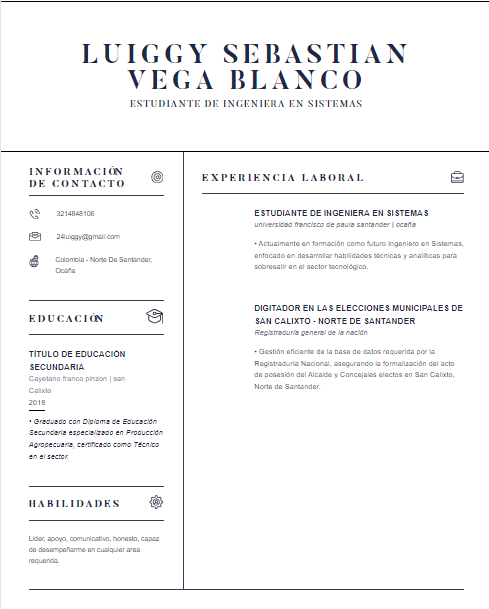 LUIGGY SEBASTIAN
VEGA BLANCO
ESTUDIANTE DE INGENIERA EN SISTEMAS
INFORMACIÓN
DE CONTACTO
3214848106
24luiggy@gmail.com
Colombia - Norte De Santander,
Ocaña
EDUCACIÓN
TÍTULO DE EDUCACIÓN
SECUNDARIA
Cayetano franco pinzon | san
Calixto
2018
• Graduado con Diploma de Educación
Secundaria especializado en Producción
Agropecuaria, certificado como Técnico
en el sector.
HABILIDADES
Lider, apoyo, comunicativo, honesto, capaz
de desempeñarme en cualquier area
requerida.
EXPERIENCIA LABORAL
ESTUDIANTE DE INGENIERA EN SISTEMAS
universidad francisco de paula santander | ocaña
• Actualmente en formación como futuro Ingeniero en Sistemas,
enfocado en desarrollar habilidades técnicas y analíticas para
sobresalir en el sector tecnológico.
DIGITADOR EN LAS ELECCIONES MUNICIPALES DE
SAN CALIXTO - NORTE DE SANTANDER
Registraduría general de la nación
• Gestión eficiente de la base de datos requerida por la
Registraduría Nacional, asegurando la formalización del acto
de posesión del Alcalde y Concejales electos en San Calixto,
Norte de Santander.